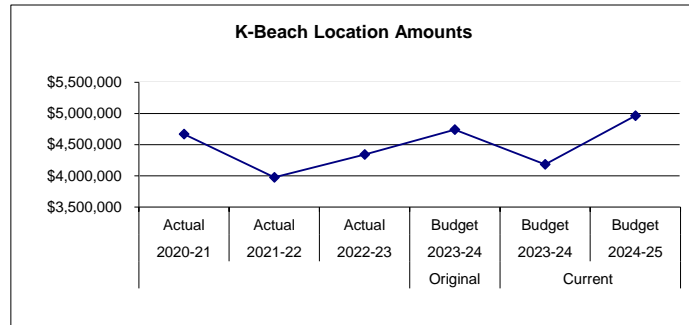 K-Beach Location Amounts
$5,500,000
$5,000,000
$4,500,000
$4,000,000
$3,500,000
Actual Actual Actual Budget Budget Budget
2020-21 2021-22 2022-23 2023-24 2023-24 2024-25
Original Current